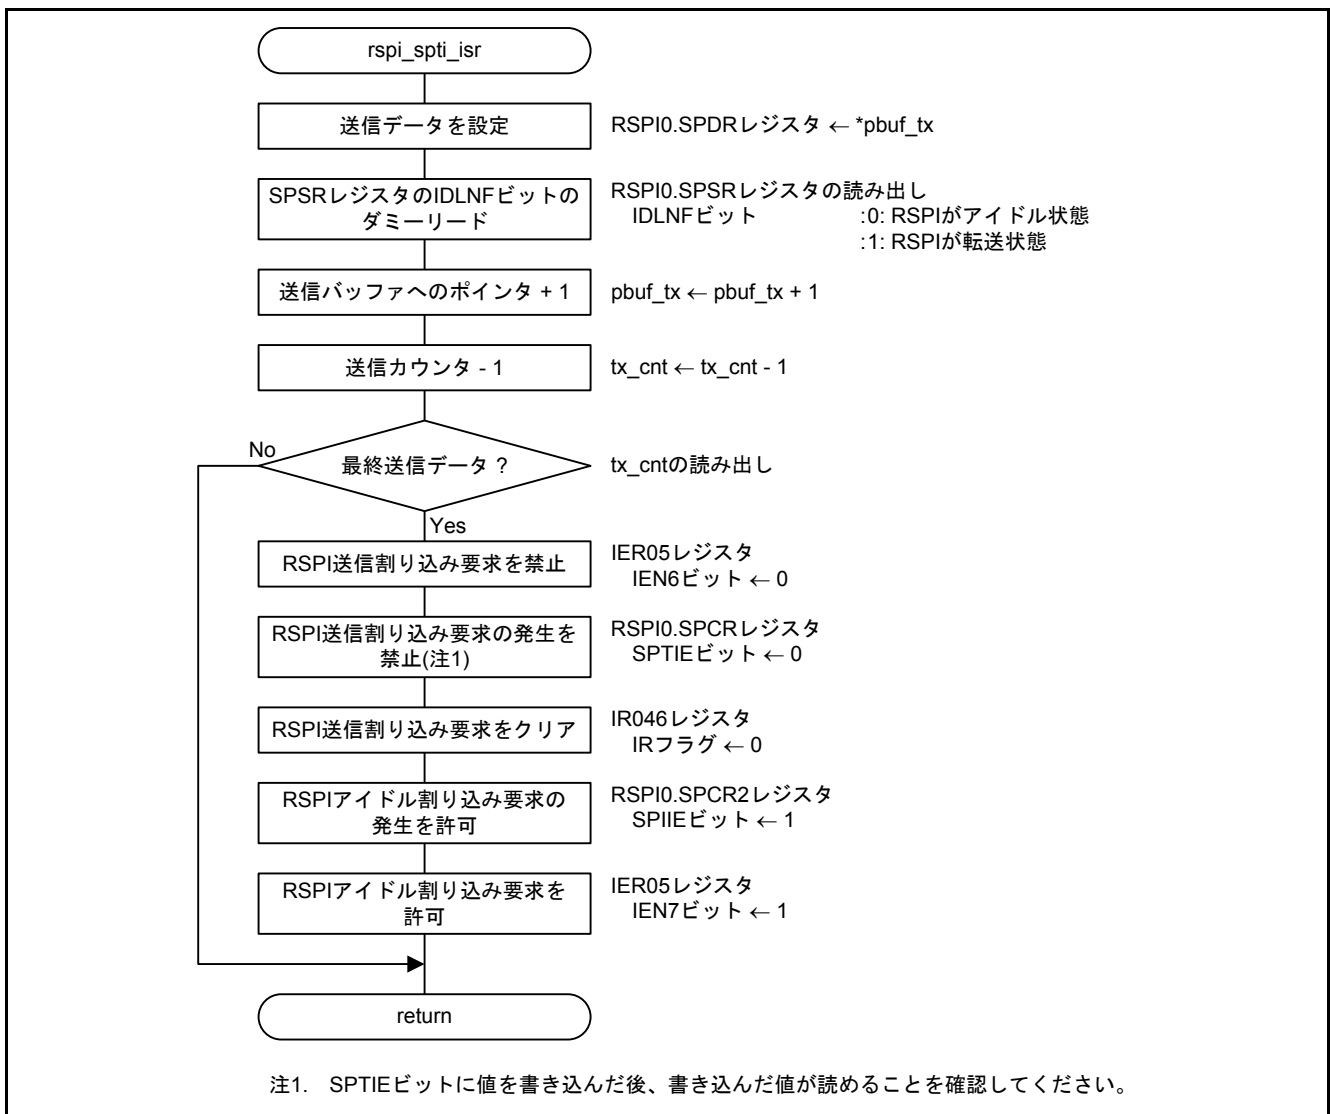 rspi_spti_isr
送信データを設定
RSPI0.SPDRレジスタ ← *pbuf_tx
SPSRレジスタのIDLNFビットの
ダミーリード
RSPI0.SPSRレジスタの読み出し
IDLNFビット :0: RSPIがアイドル状態
:1: RSPIが転送状態
送信バッファへのポインタ + 1
pbuf_tx ← pbuf_tx + 1
送信カウンタ - 1
tx_cnt ← tx_cnt - 1
No
最終送信データ ?
tx_cntの読み出し
Yes
RSPI送信割り込み要求を禁止
IER05レジスタ
IEN6ビット ← 0
RSPI送信割り込み要求の発生を
禁止(注1)
RSPI0.SPCRレジスタ
SPTIEビット ← 0
RSPI送信割り込み要求をクリア
IR046レジスタ
IRフラグ ← 0
RSPIアイドル割り込み要求の
発生を許可
RSPI0.SPCR2レジスタ
SPIIEビット ← 1
RSPIアイドル割り込み要求を
許可
IER05レジスタ
IEN7ビット ← 1
return
注1. SPTIEビットに値を書き込んだ後、書き込んだ値が読めることを確認してください。